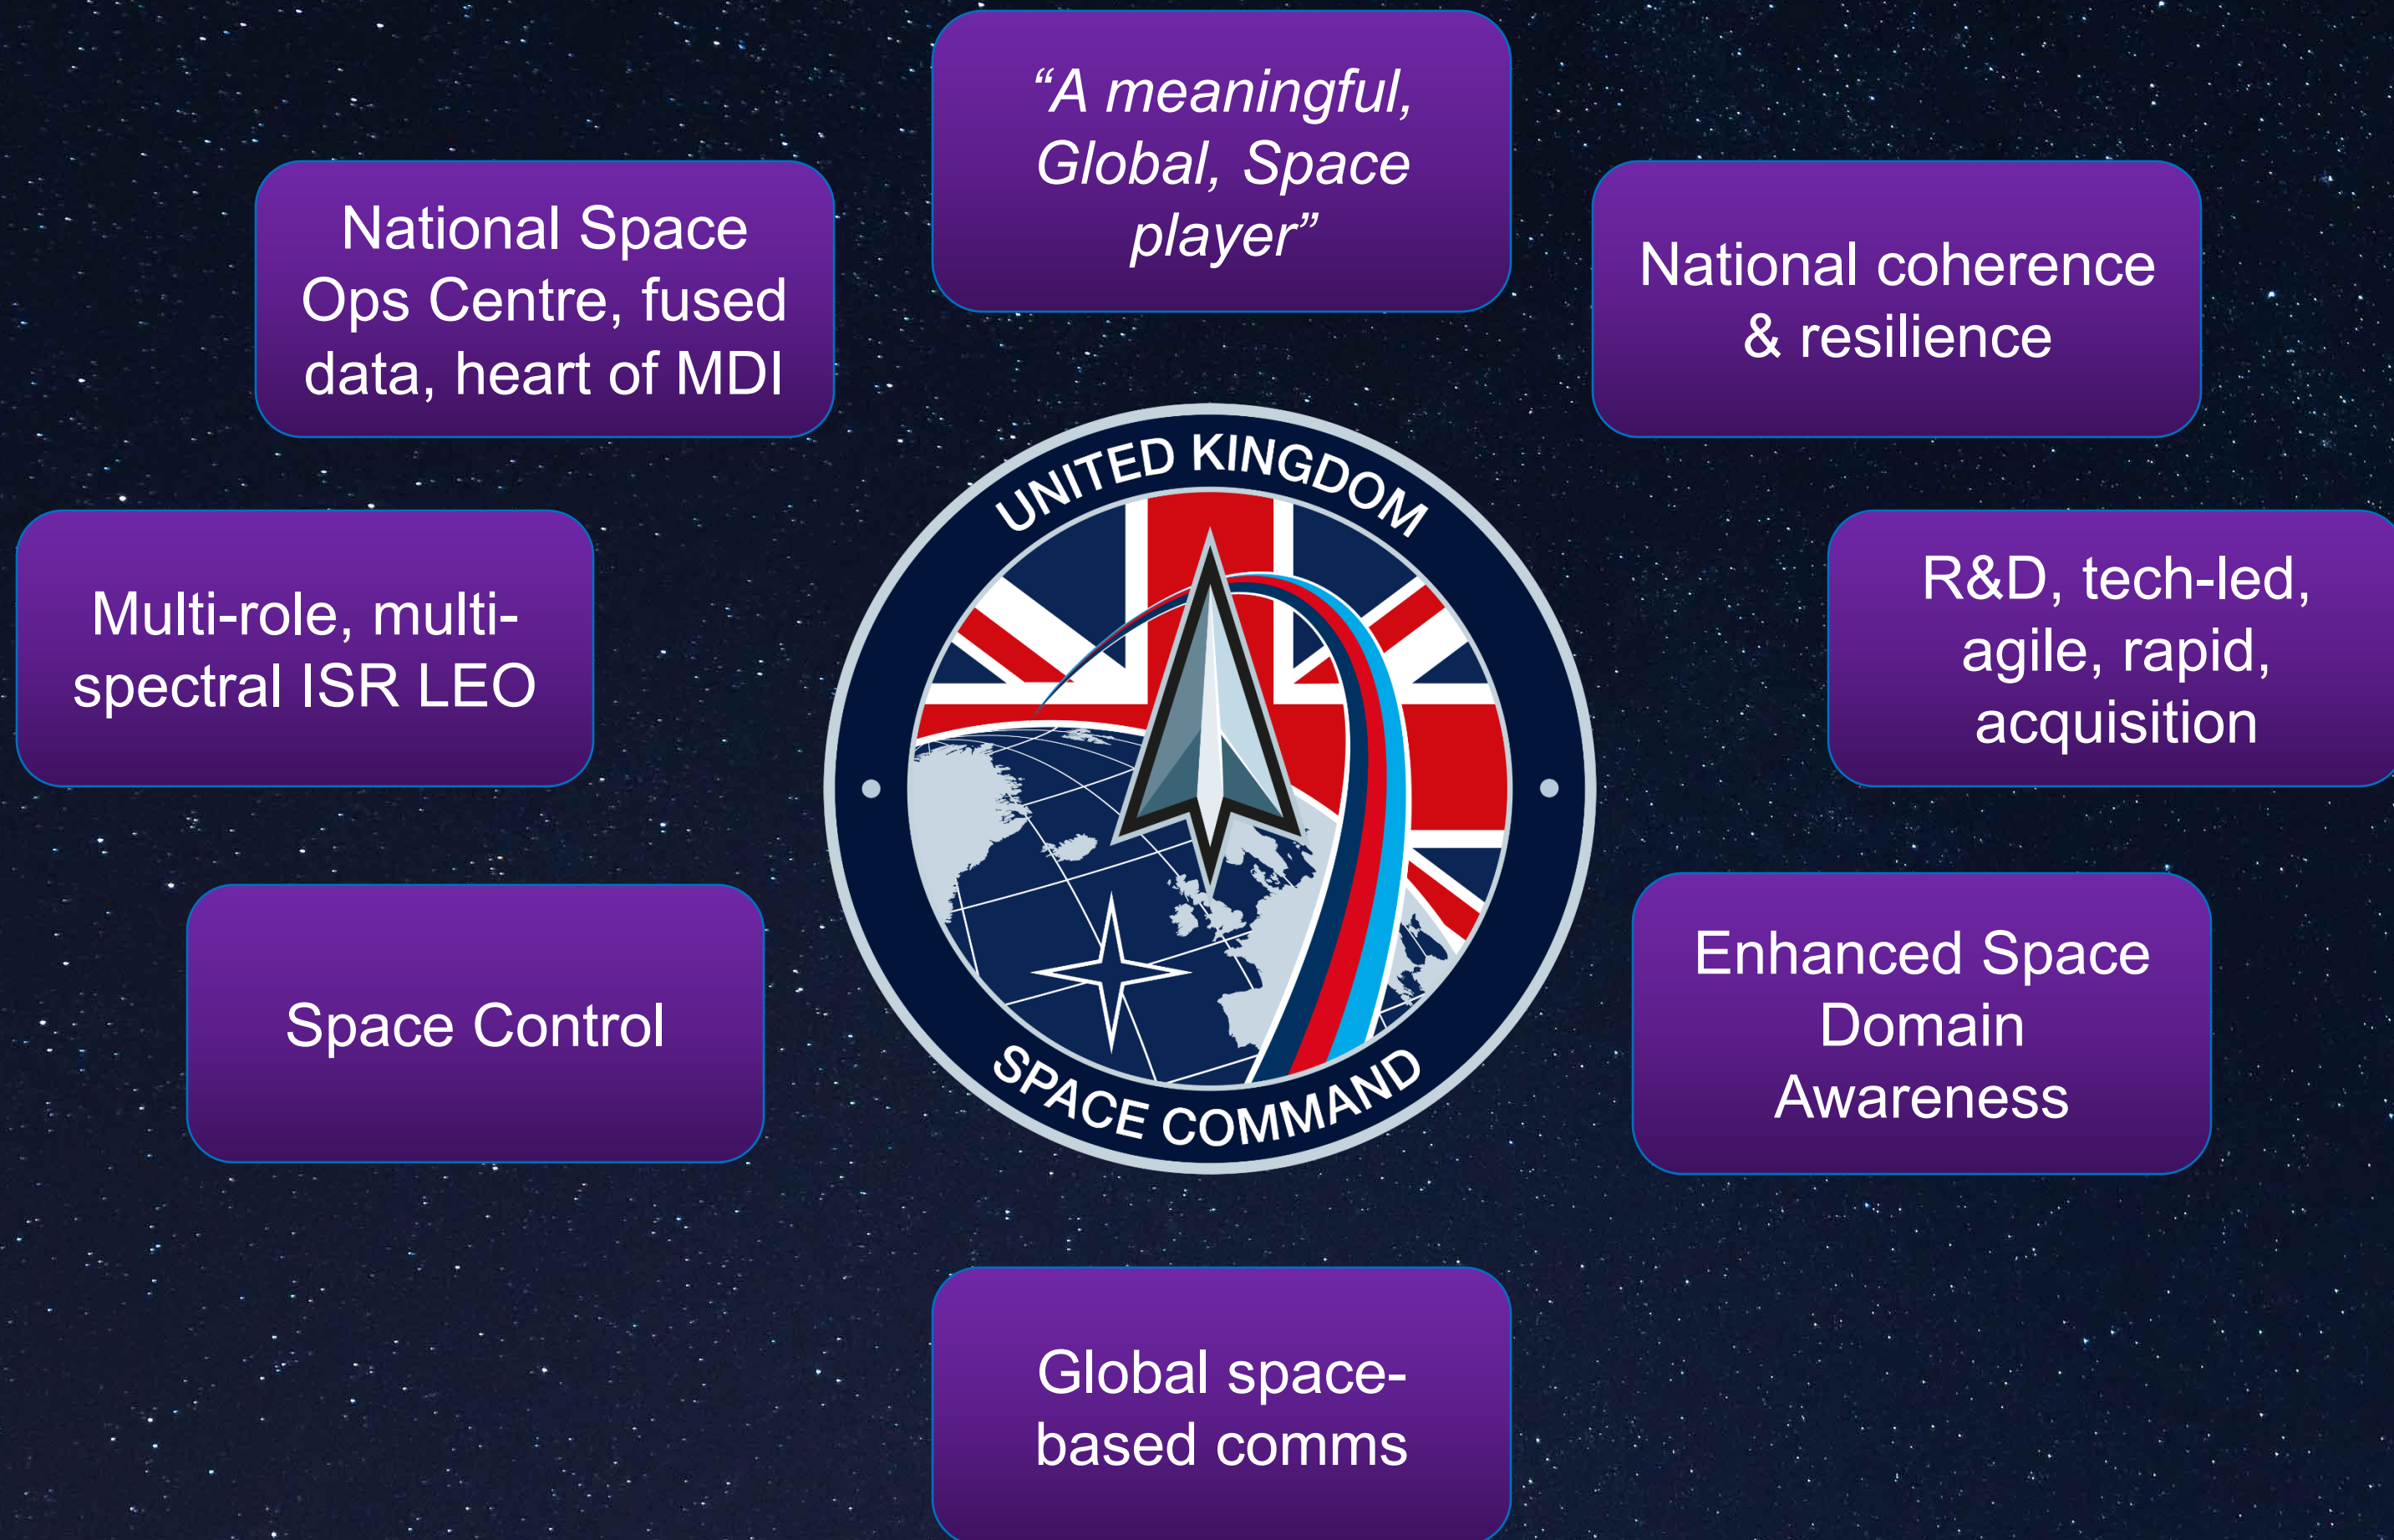 “A meaningful,
Global, Space
player”
National Space
Ops Centre, fused
data, heart of MDI
National coherence
& resilience
Multi-role, multi-
spectral ISR LEO
UNITED KINGDOM
SPACE COMMAND
R&D, tech-led,
agile, rapid,
acquisition
Space Control
Enhanced Space
Domain
Awareness
Global space-
based comms